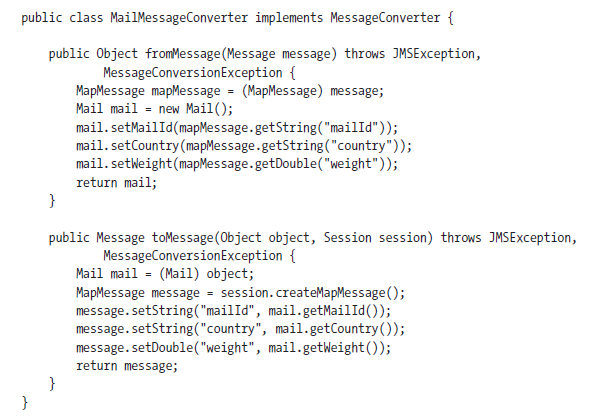 public class MailMessageConverter implements MessageConverter {
public Object fromMessage(Message message) throws JMSException,
MessageConversionException {
MapMessage mapMessage = (MapMessage) message;
Mail mail = new Mail();
mail.setMailId(mapMessage.getString("mailId"));
mail.setCountry(mapMessage.getString("country"));
mail.setWeight(mapMessage.getDouble("weight"));
return mail;
}
public Message toMessage(Object object, Session session) throws JMSException,
MessageConversionException {
Mail mail = (Mail) object;
MapMessage message = session.createMapMessage();
message.setString("mailId", mail.getMailId());
message.setString("country", mail.getCountry());
message.setDouble("weight", mail.getWeight());
return message;
}
}